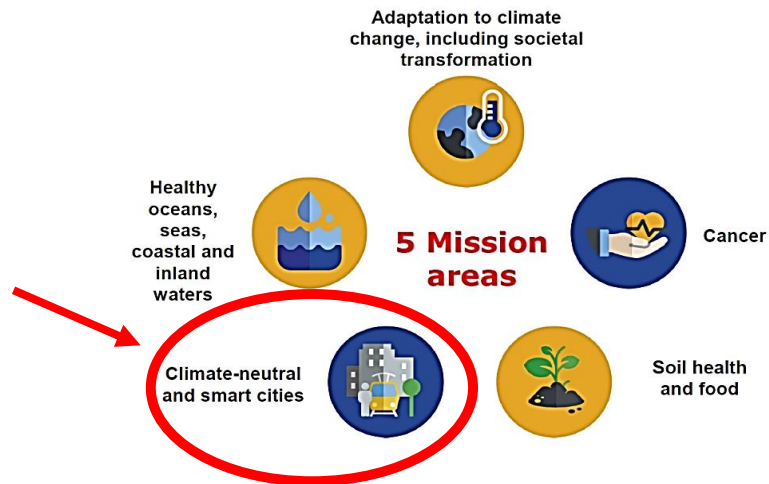 Adaptation to climate
change, including societal
transformation
Healthy
oceans,
seas,
coastal and
inland
waters
5 Mission
areas
Cancer
Climate-neutral
and smart cities
Soil health
and food